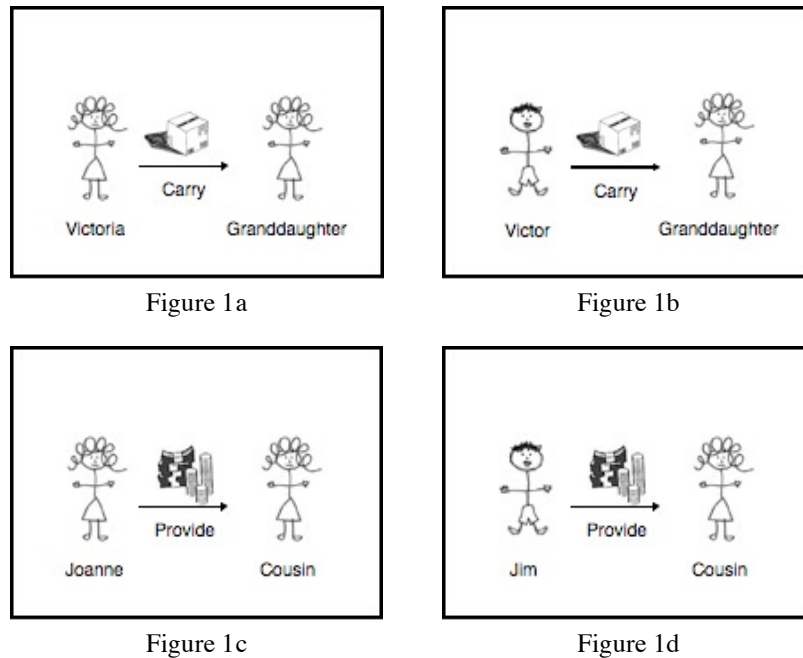 Carry
Victoria
Granddaughter
Figure 1a
Carry
Victor
Granddaughter
Figure 1b
Provide
Joanne
Cousin
Figure 1c
Provide
Jim
Cousin
Figure 1d